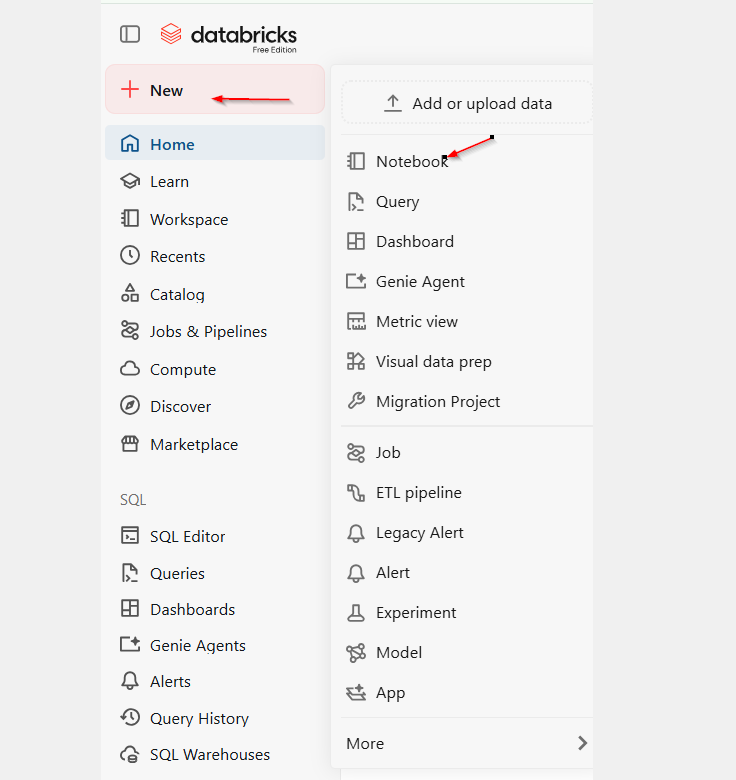 databricks
Free Edition
New
Home
Learn
Workspace
Recents
Catalog
Jobs & Pipelines
Compute
Discover
Marketplace
SQL
SQL Editor
Queries
Dashboards
Genie Agents
Alerts
Query History
SQL Warehouses
Add or upload data
Notebook
Query
Dashboard
Genie Agent
Metric view
Visual data prep
Migration Project
Job
ETL pipeline
Legacy Alert
Alert
Experiment
Model
App
More